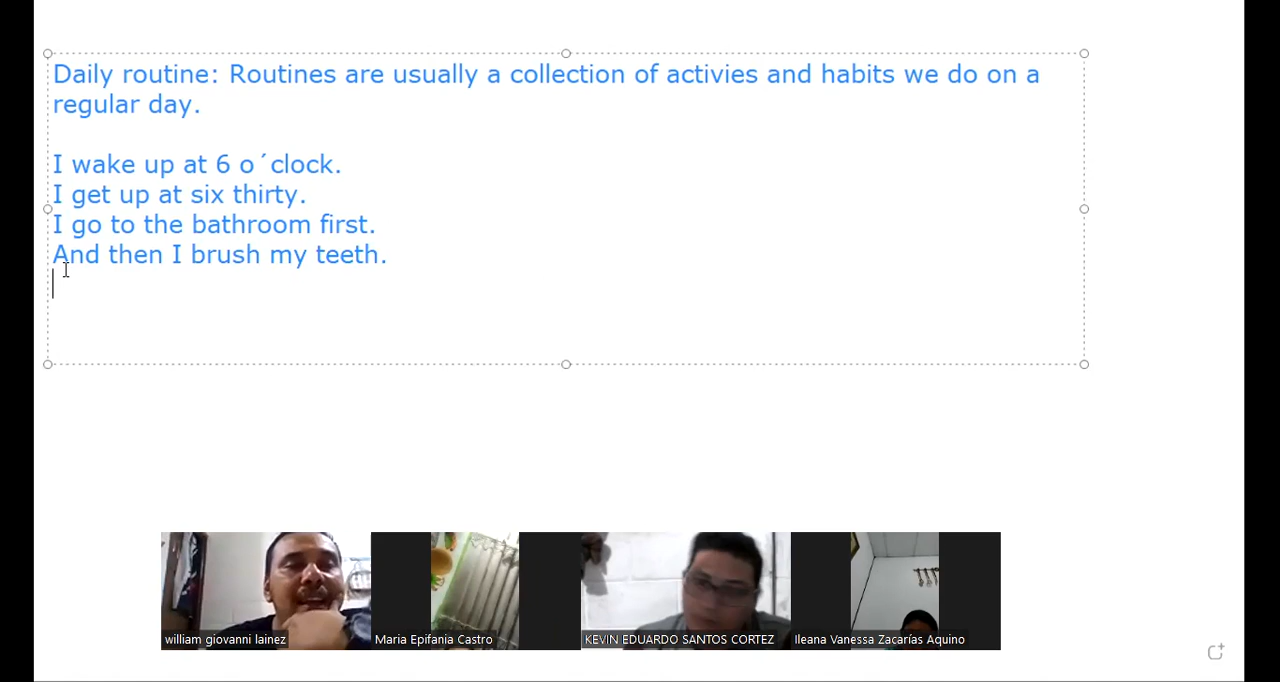 Daily routine: Routines are usually a collection of activies and habits we do on a
regular day.
I wake up at 6 o´clock.
I get up at six thirty.
I go to the bathroom first.
And then I brush my teeth.
william giovanni lainez
Maria Epifania Castro
KEVIN EDUARDO SANTOS CORTEZ
Ileana Vanessa Zacarías Aquino